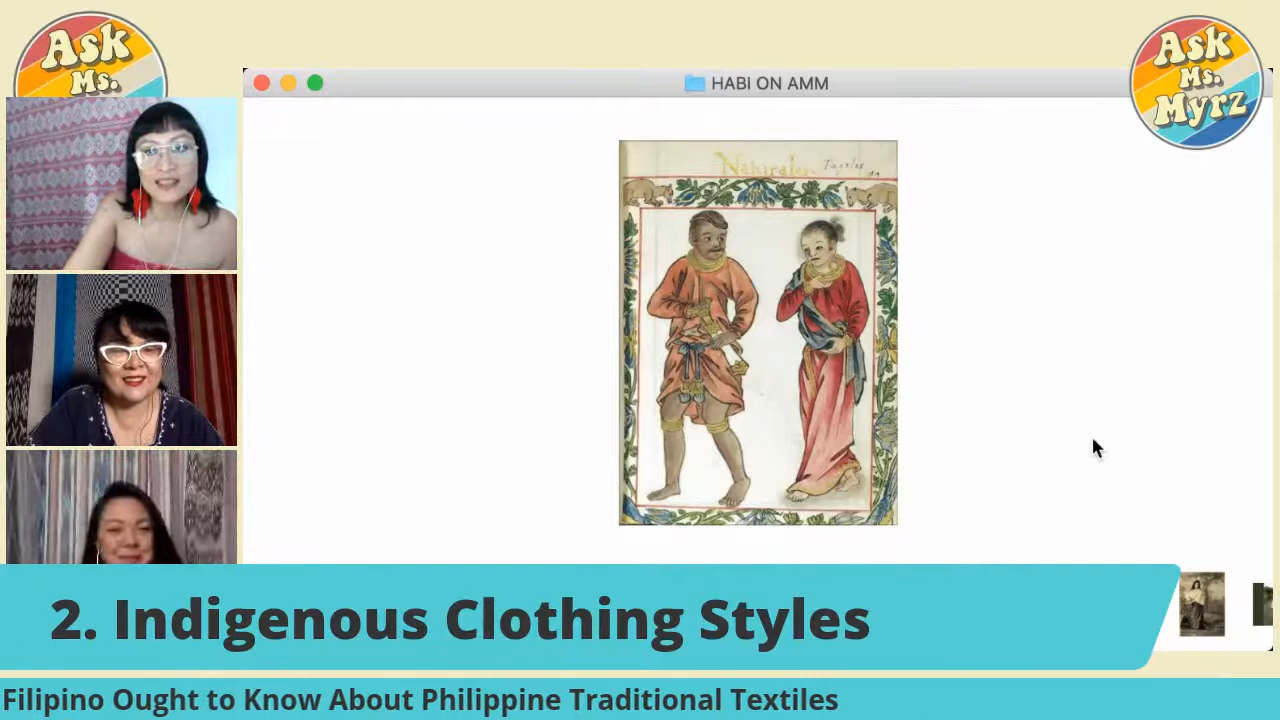 Ask
Ms.
HABI ON AMM
Ask
Ms.
Myrz
Naturales. Tagalos
2. Indigenous Clothing Styles
Filipino Ought to Know About Philippine Traditional Textiles